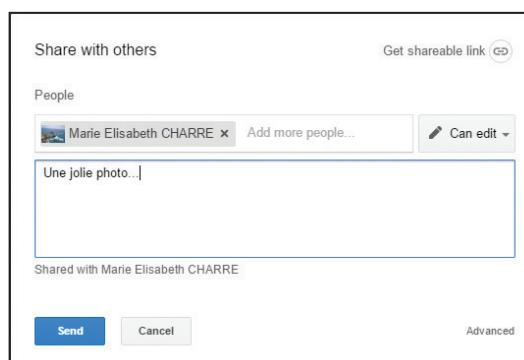 Share with others
Get shareable link
People
Marie Elisabeth CHARRE × Add more people... Can edit
Une jolie photo...
Shared with Marie Elisabeth CHARRE
Send Cancel Advanced